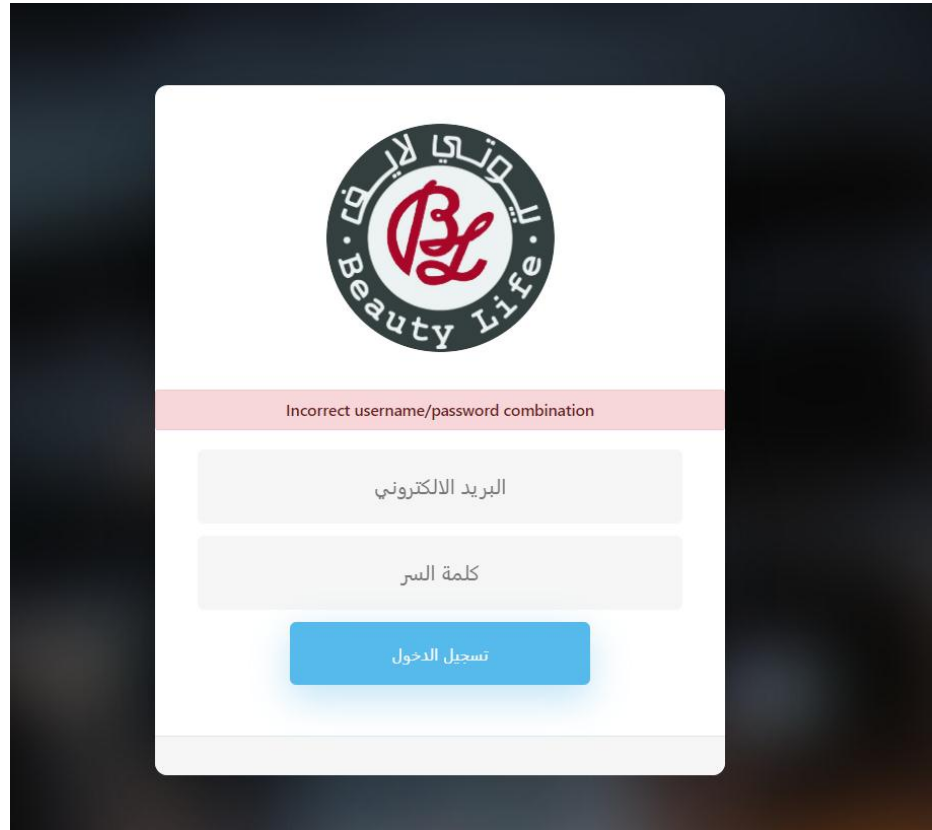 بيوتي لايف
BL
Beauty Life
Incorrect username/password combination
البريد الالكتروني
كلمة السر
تسجيل الدخول